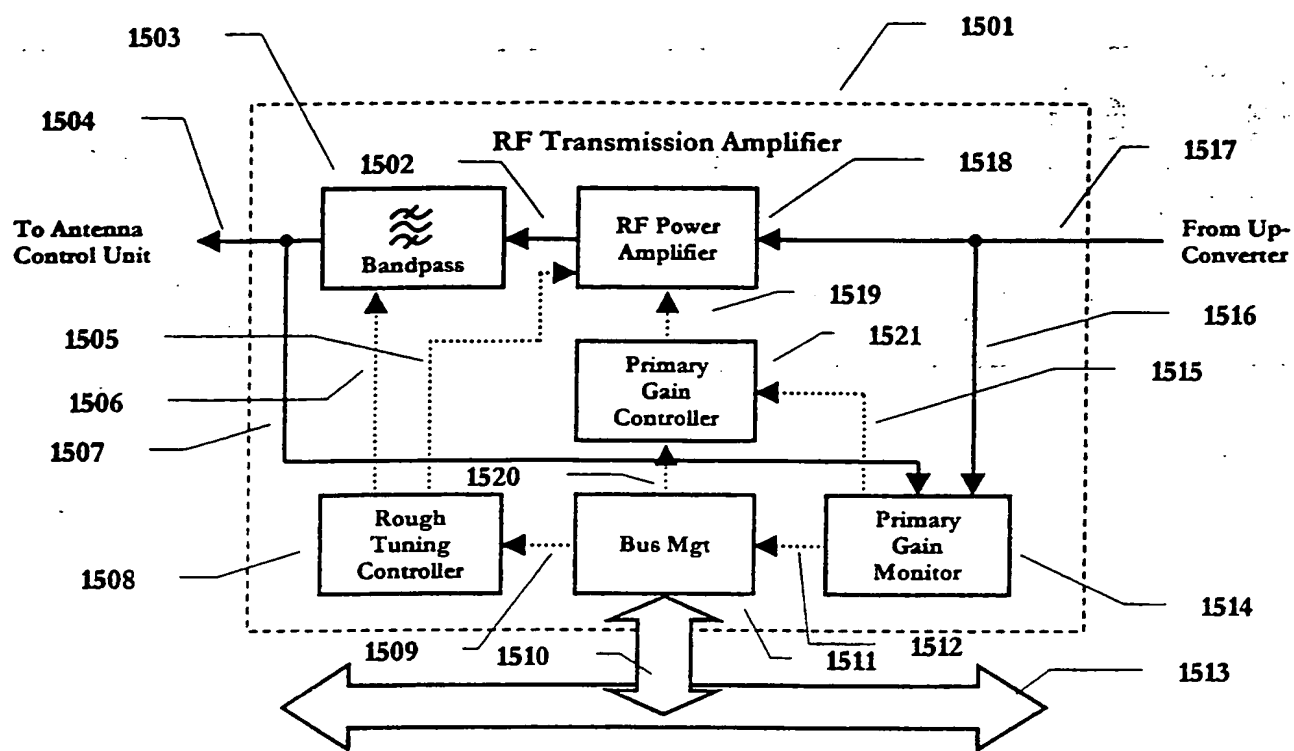 1503
1501
1504
RF Transmission Amplifier
1502
1518
1517
To Antenna
Control Unit
Bandpass
RF Power
Amplifier
From Up-
Converter
1519
1516
1505
1521
1506
Primary
Gain
Controller
1515
1507
1520
1508
Rough
Tuning
Controller
Bus Mgt
Primary
Gain
Monitor
1514
1509
1510
1511
1512
1513